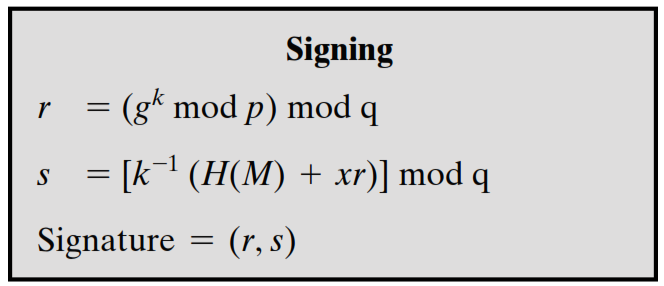 Signing
r = (g^k mod p) mod q
s = [k^−1 (H(M) + xr)] mod q
Signature = (r, s)